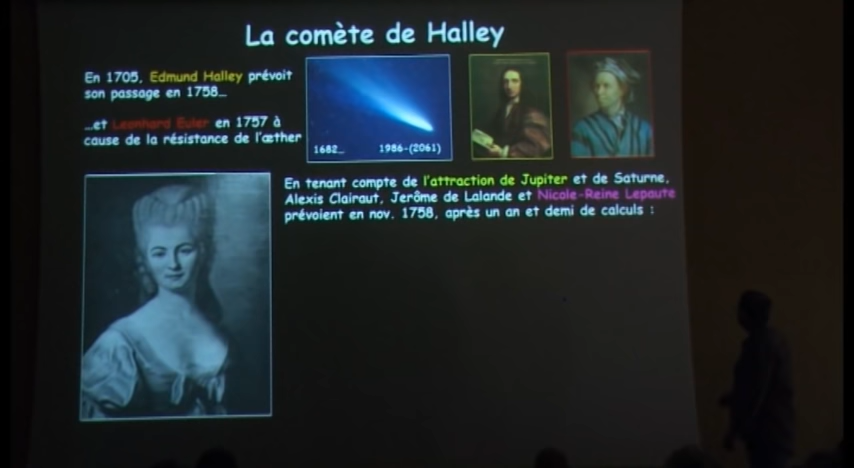 La comète de Halley
En 1705, Edmund Halley prévoit
son passage en 1758...
...et Leonhard Euler en 1757 à
cause de la résistance de l'æther
1682...
1986-(2061)
En tenant compte de l'attraction de Jupiter et de Saturne,
Alexis Clairaut, Jerôme de Lalande et Nicole-Reine Lepaute
prévoient en nov. 1758, après un an et demi de calculs :